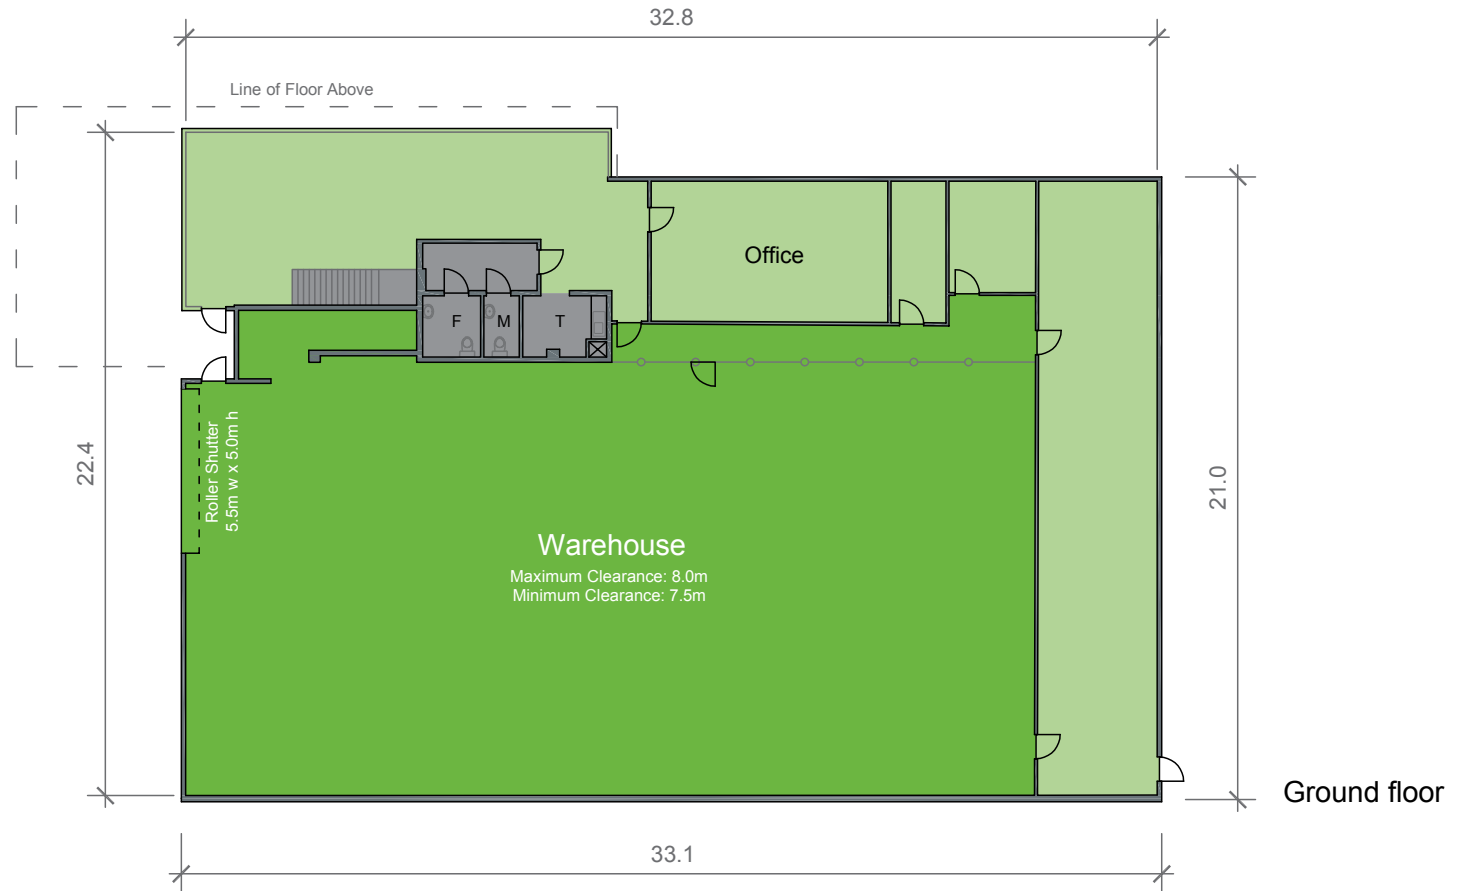 32.8
Line of Floor Above
Office
F
M
T
22.4
Roller Shutter
5.5m w x 5.0m h
21.0
Warehouse
Maximum Clearance: 8.0m
Minimum Clearance: 7.5m
Ground floor
33.1